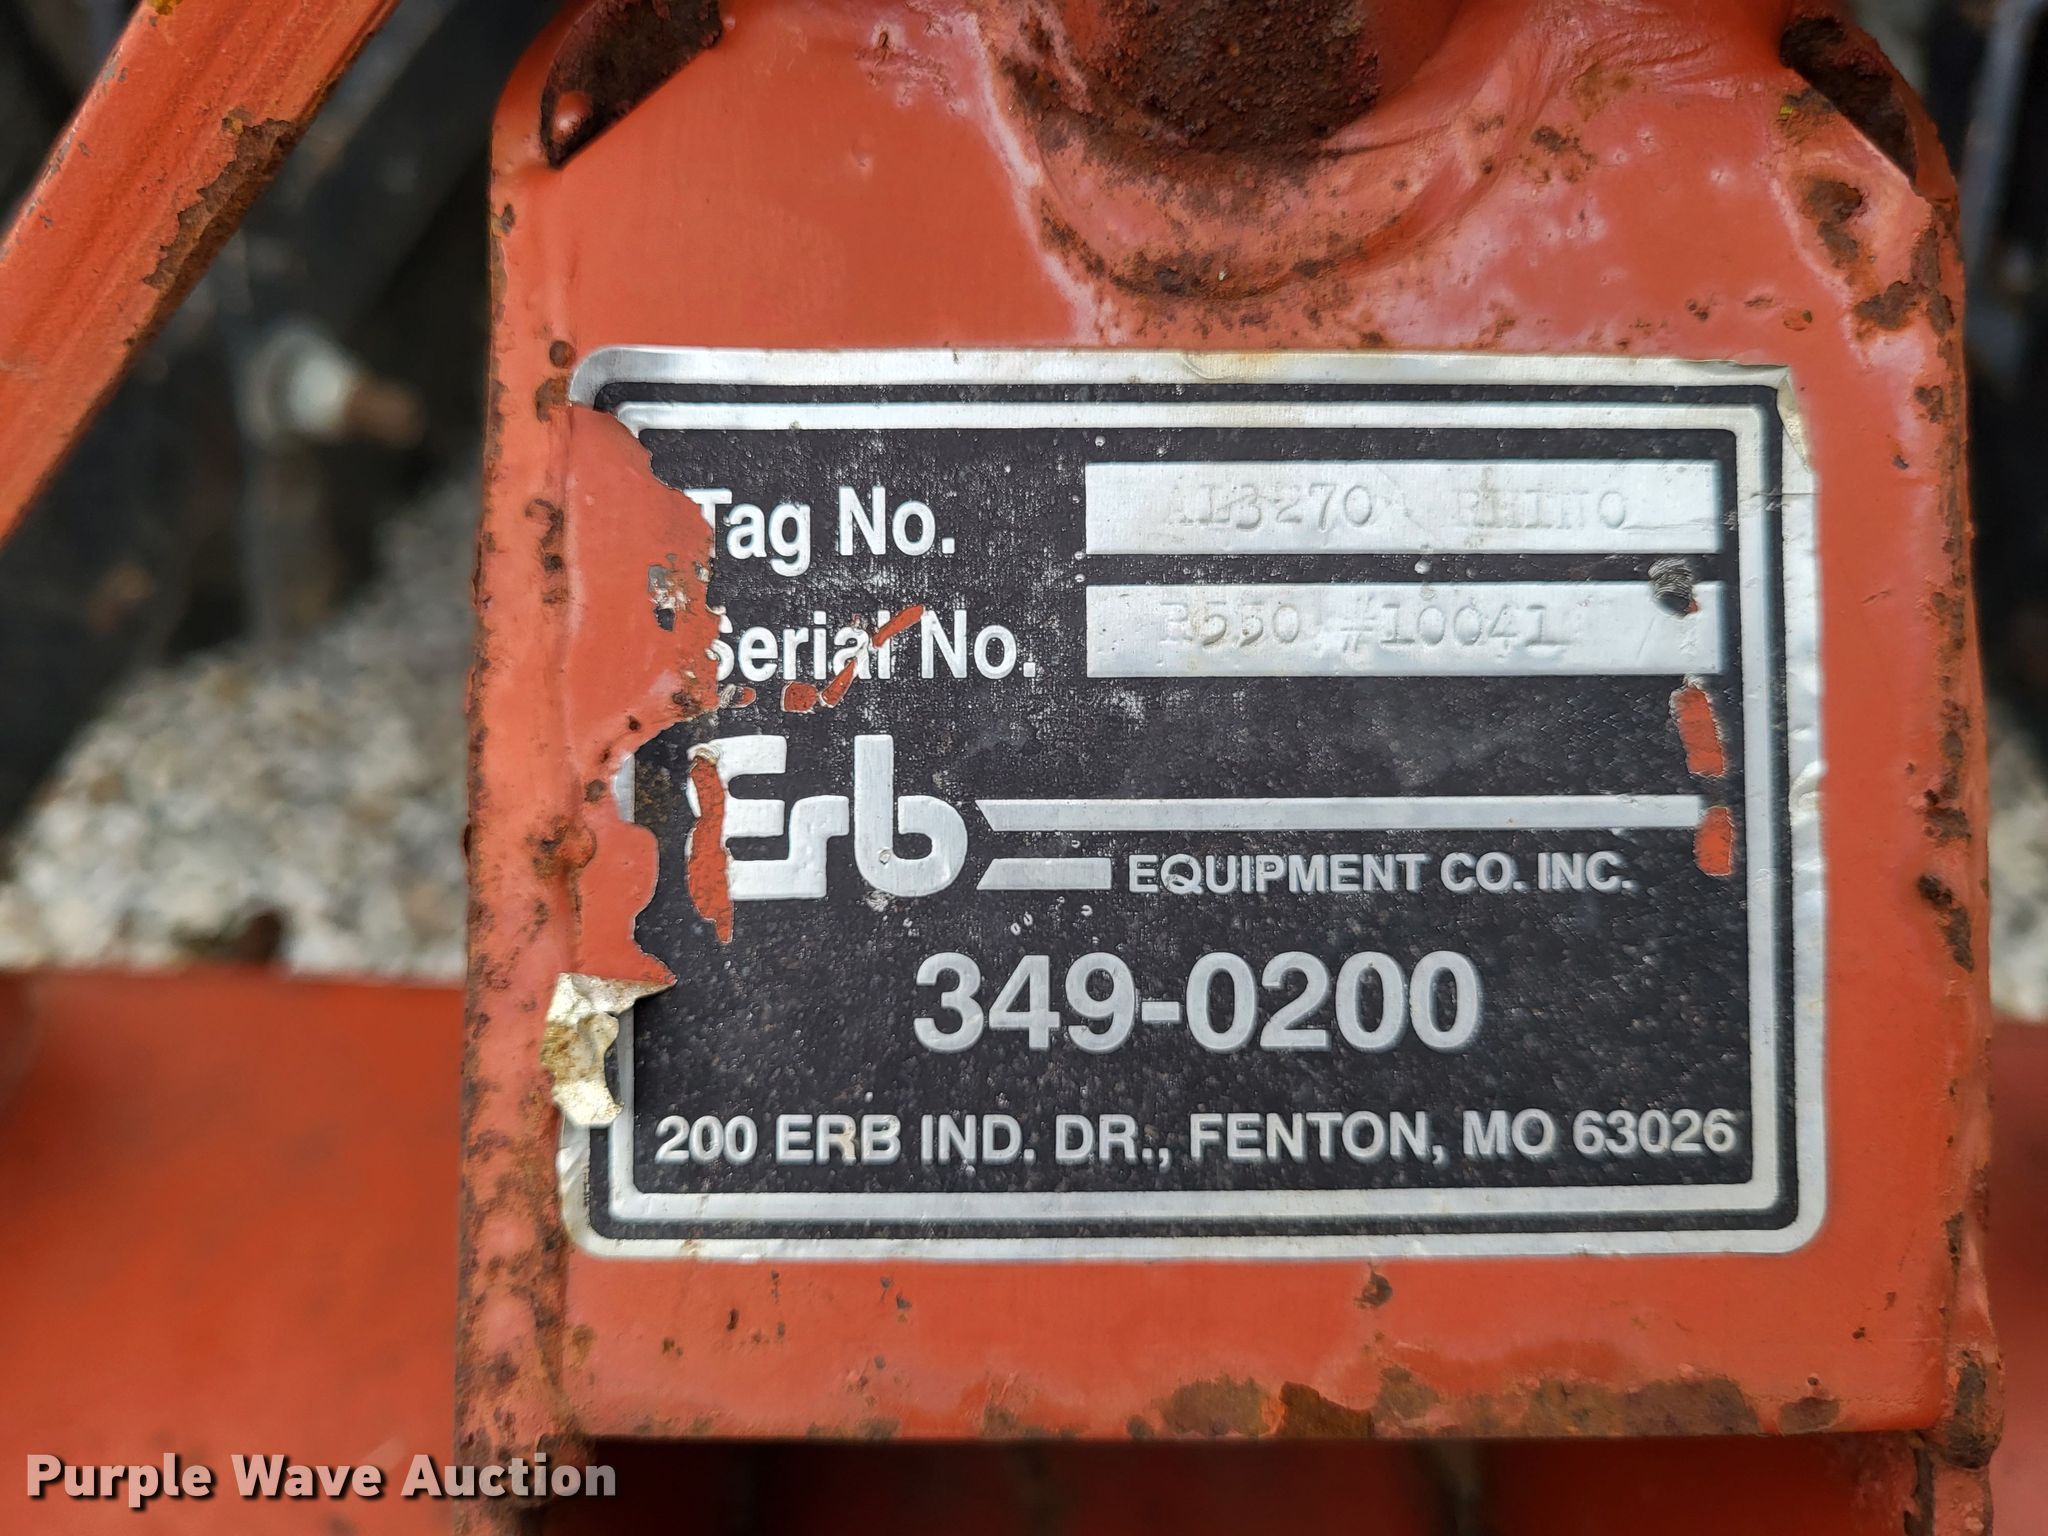 Tag No. AL3270 RHINO
Serial No. R550 #10041
Erb
EQUIPMENT CO. INC.
349-0200
200 ERB IND. DR., FENTON, MO 63026
Purple Wave Auction